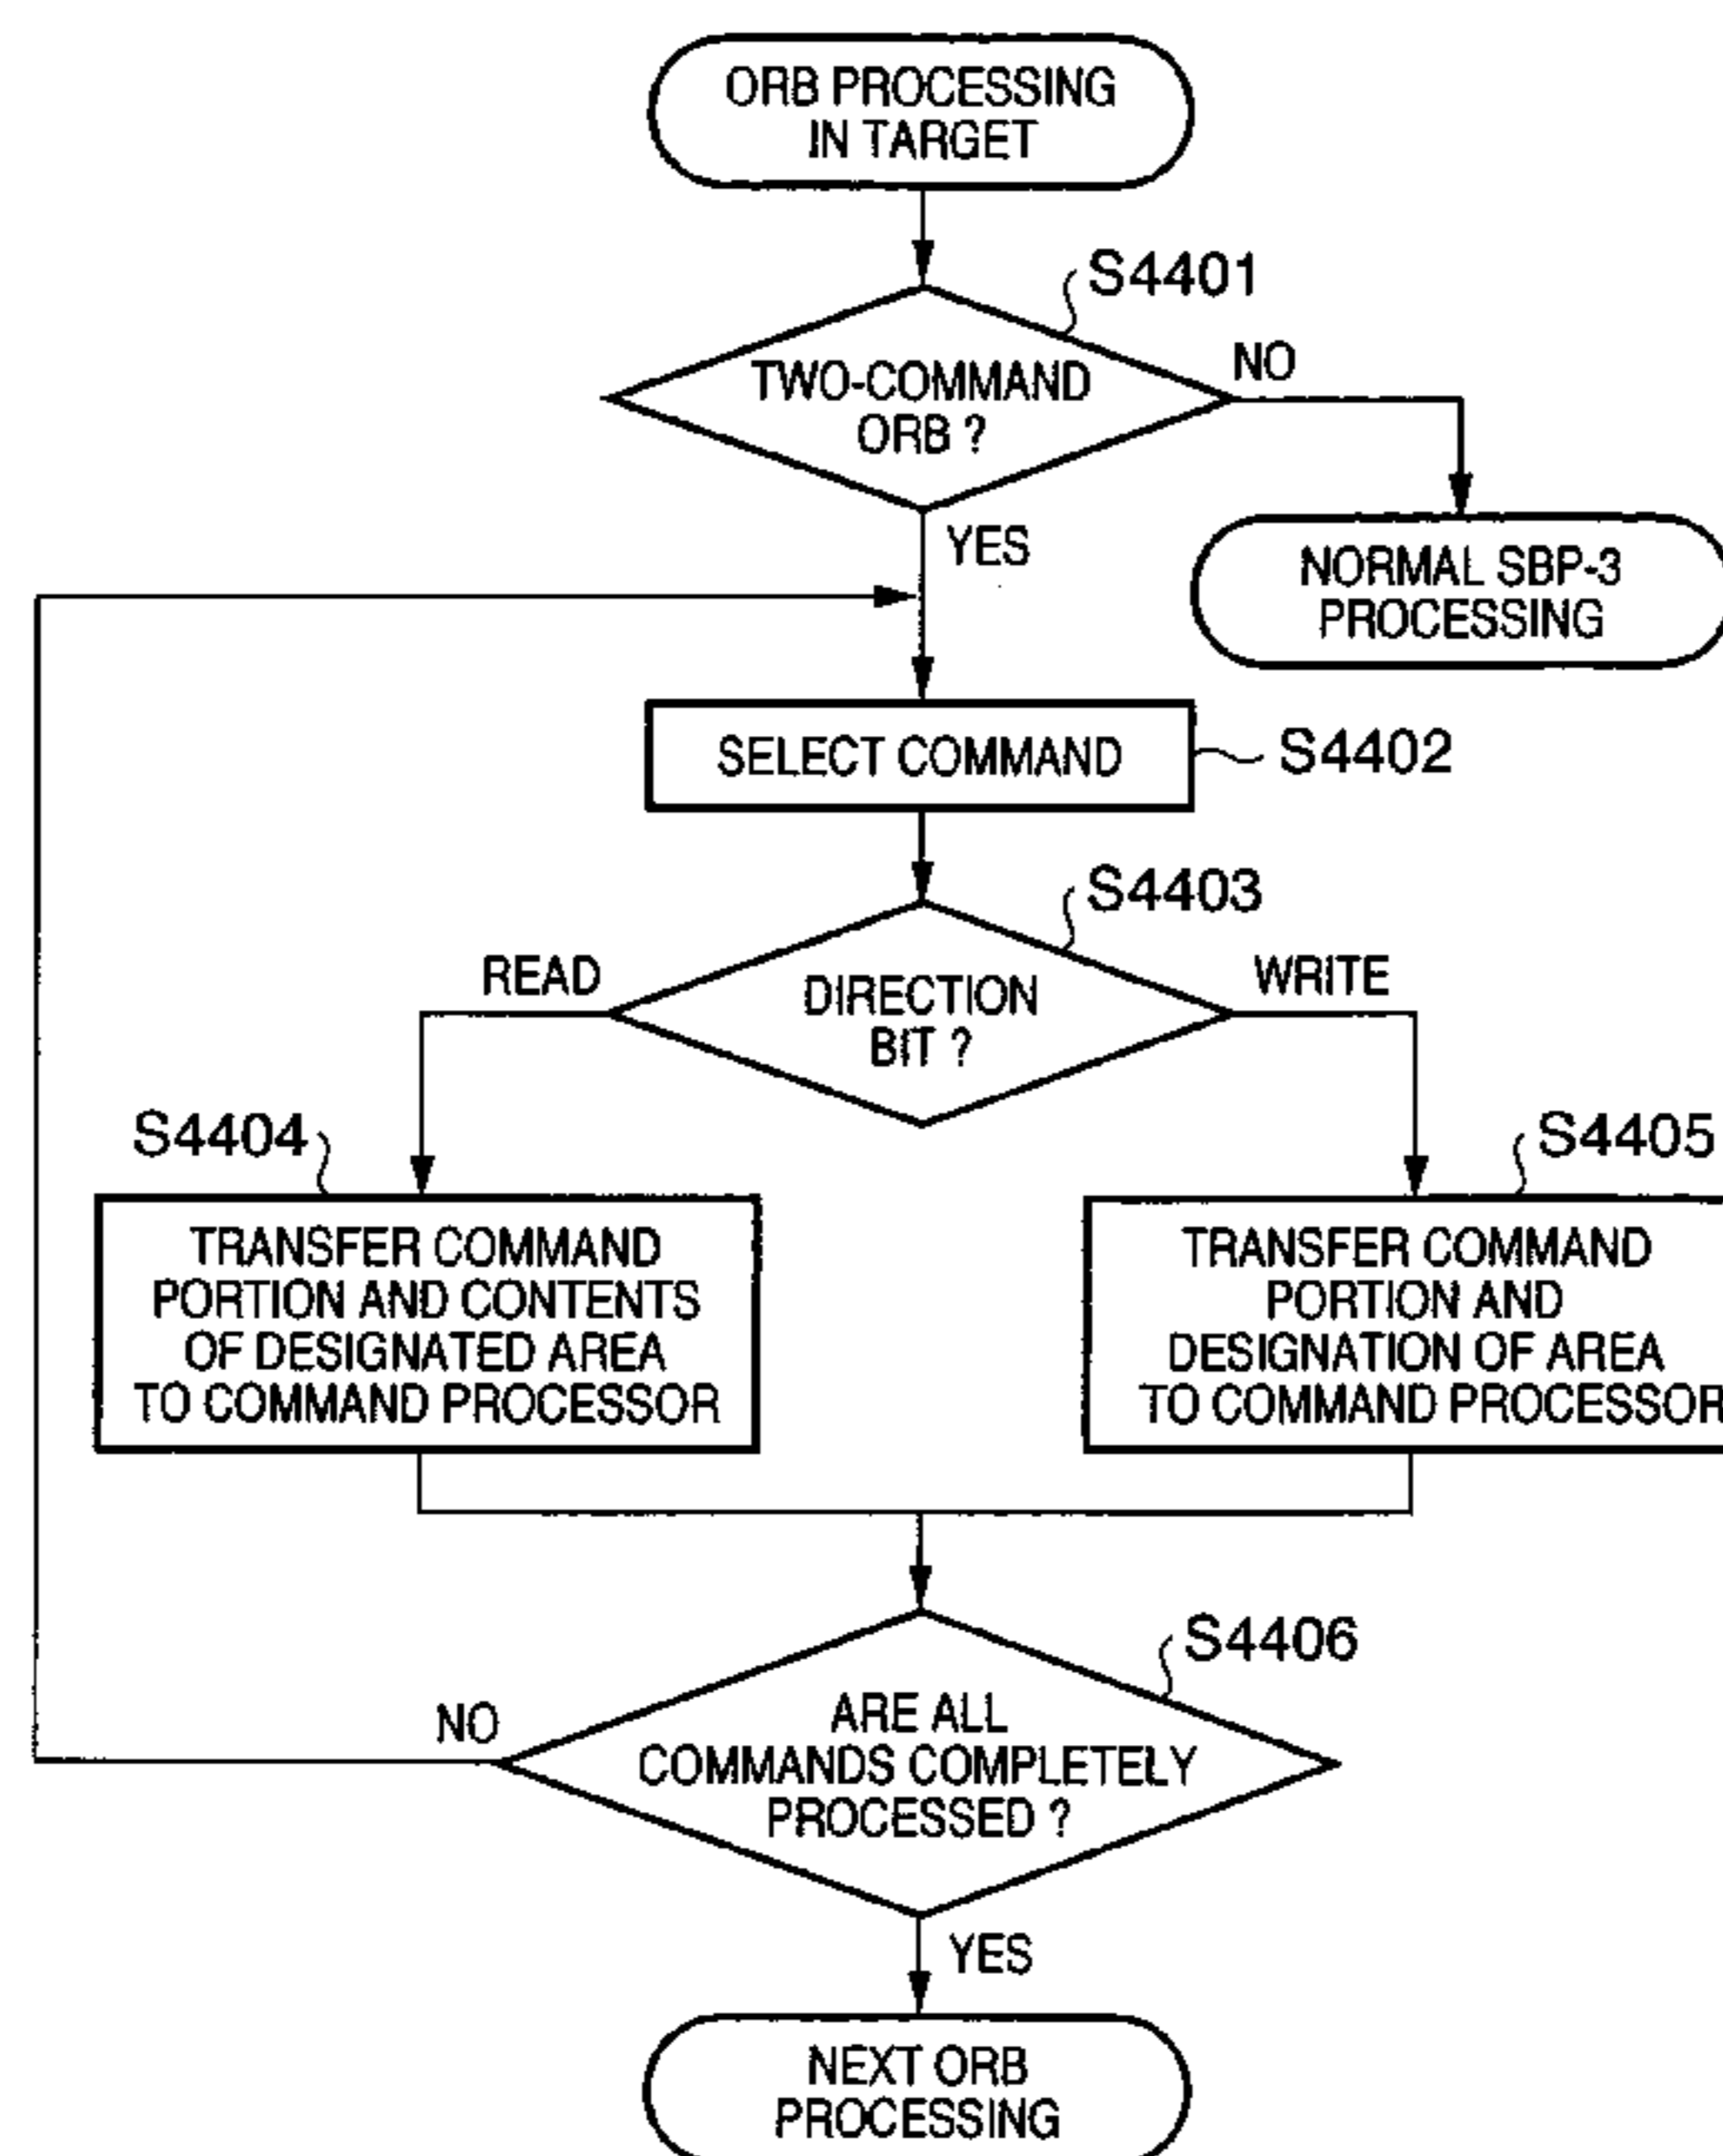 ORB PROCESSING
IN TARGET
S4401
TWO-COMMAND
ORB ?
NO
YES
NORMAL SBP-3
PROCESSING
SELECT COMMAND
S4402
S4403
READ
DIRECTION
BIT ?
WRITE
S4404
S4405
TRANSFER COMMAND
PORTION AND CONTENTS
OF DESIGNATED AREA
TO COMMAND PROCESSOR
TRANSFER COMMAND
PORTION AND
DESIGNATION OF AREA
TO COMMAND PROCESSOR
S4406
NO
ARE ALL
COMMANDS COMPLETELY
PROCESSED ?
YES
NEXT ORB
PROCESSING